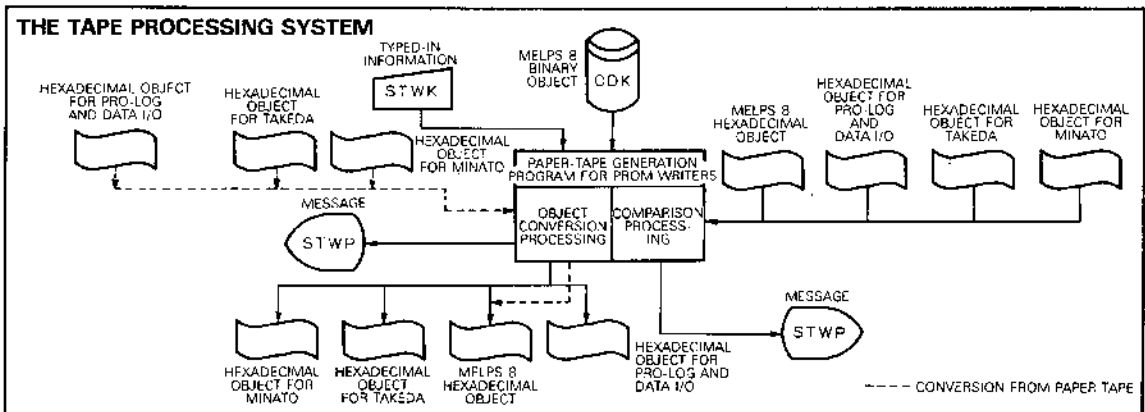 THE TAPE PROCESSING SYSTEM
TYPED-IN
INFORMATION
STWK
MELPS 8
BINARY
OBJECT
CDK
HEXADECIMAL OBJECT
FOR PRO-LOG
AND DATA I/O
HEXADECIMAL
OBJECT
FOR TAKEDA
HEXADECIMAL
OBJECT
FOR MINATO
PAPER-TAPE GENERATION
PROGRAM FOR PROM WRITERS
OBJECT
CONVERSION
PROCESSING
COMPARISON
PROCESS-
ING
MELPS 8
HEXADECIMAL
OBJECT
HEXADECIMAL
OBJECT FOR
PRO-LOG
AND
DATA I/O
HEXADECIMAL
OBJECT FOR
TAKEDA
HEXADECIMAL
OBJECT FOR
MINATO
MESSAGE
STWP
HEXADECIMAL
OBJECT FOR
MINATO
HEXADECIMAL
OBJECT
FOR TAKEDA
MELPS 8
HEXADECIMAL
OBJECT
HEXADECIMAL
OBJECT FOR
PRO-LOG AND
DATA I/O
MESSAGE
STWP
CONVERSION FROM PAPER TAPE